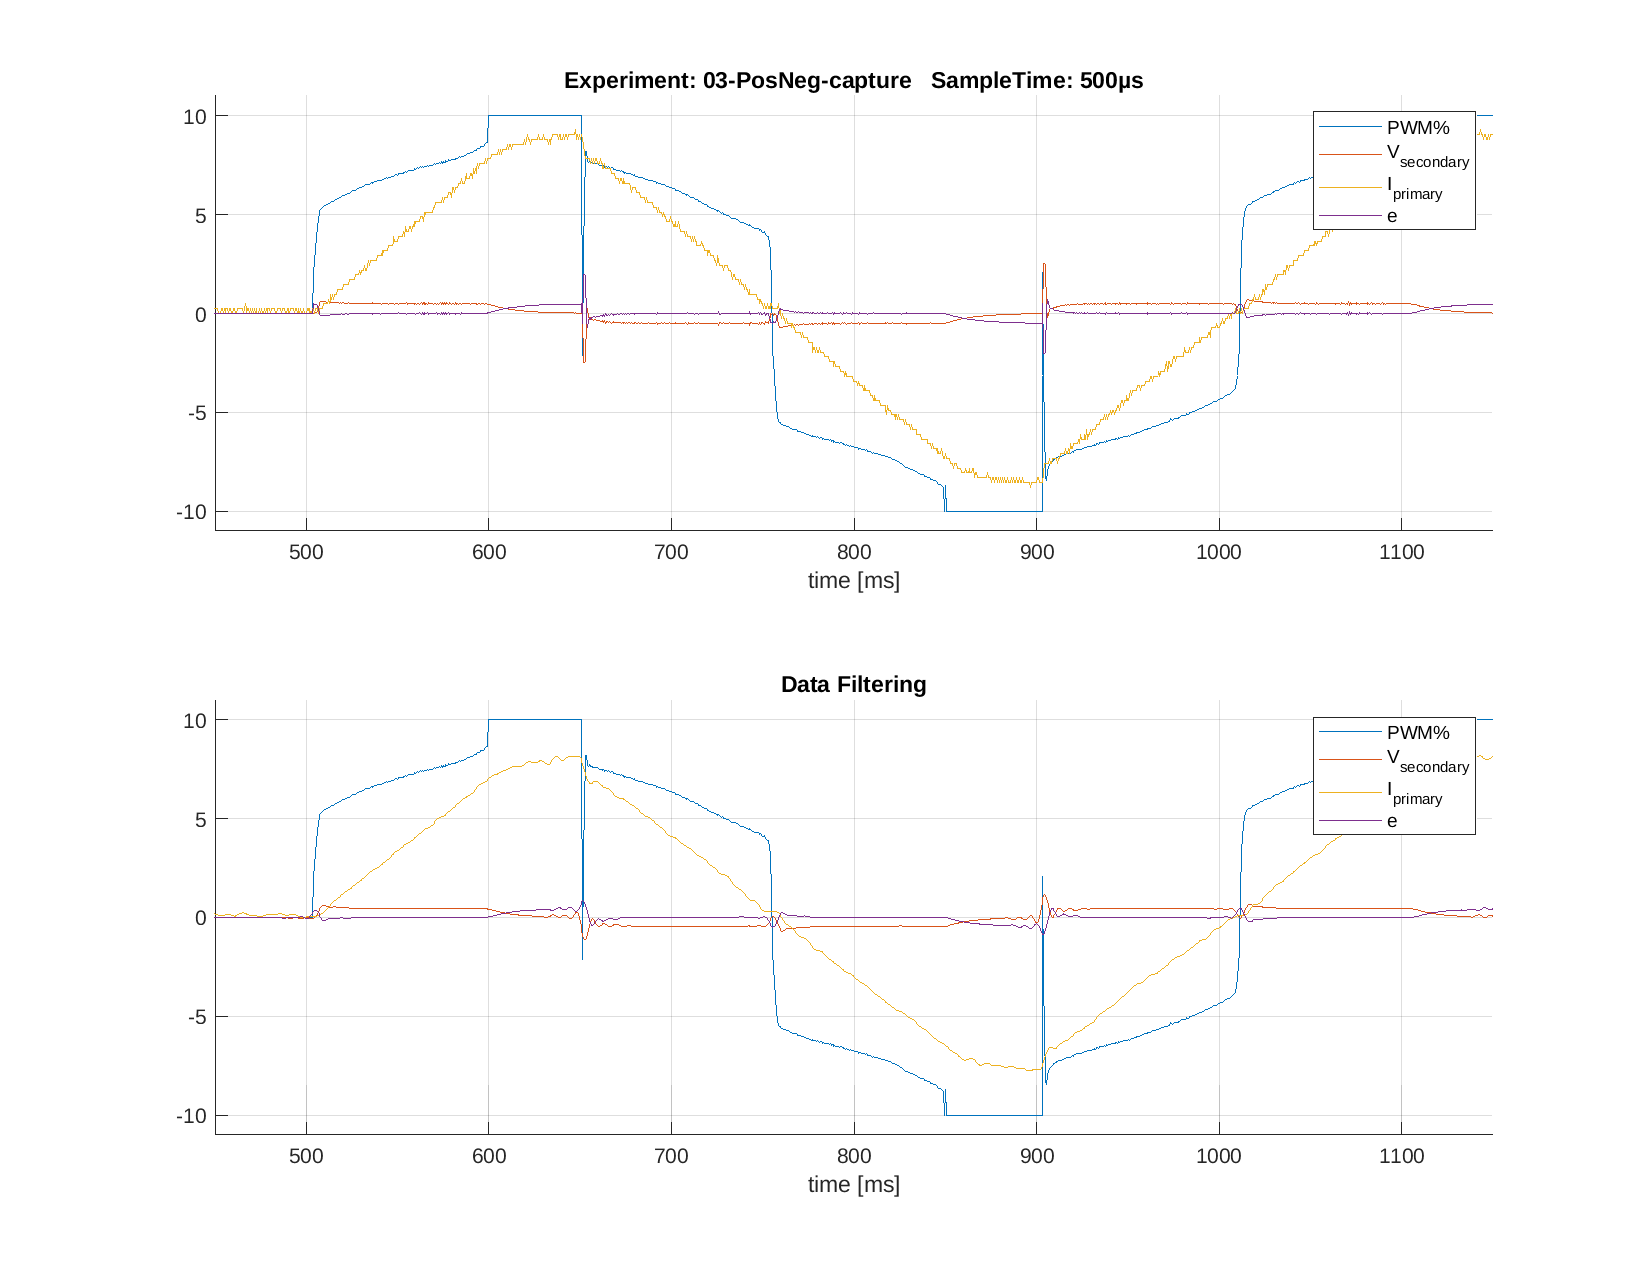 Experiment: 03-PosNeg-capture SampleTime: 500µs
10
5
0
-5
-10
500 600 700 800 900 1000 1100
time [ms]
PWM%
Vsecondary
Iprimary
e
Data Filtering
10
5
0
-5
-10
500 600 700 800 900 1000 1100
time [ms]
PWM%
Vsecondary
Iprimary
e